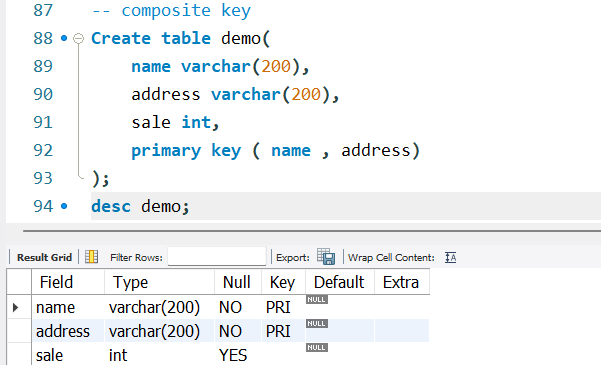 87 -- composite key
88 Create table demo(
89 name varchar(200),
90 address varchar(200),
91 sale int,
92 primary key ( name , address)
93 );
94 desc demo;
Result Grid Filter Rows: Export: Wrap Cell Content: IA
Field Type Null Key Default Extra
name varchar(200) NO PRI NULL
address varchar(200) NO PRI NULL
sale int YES NULL